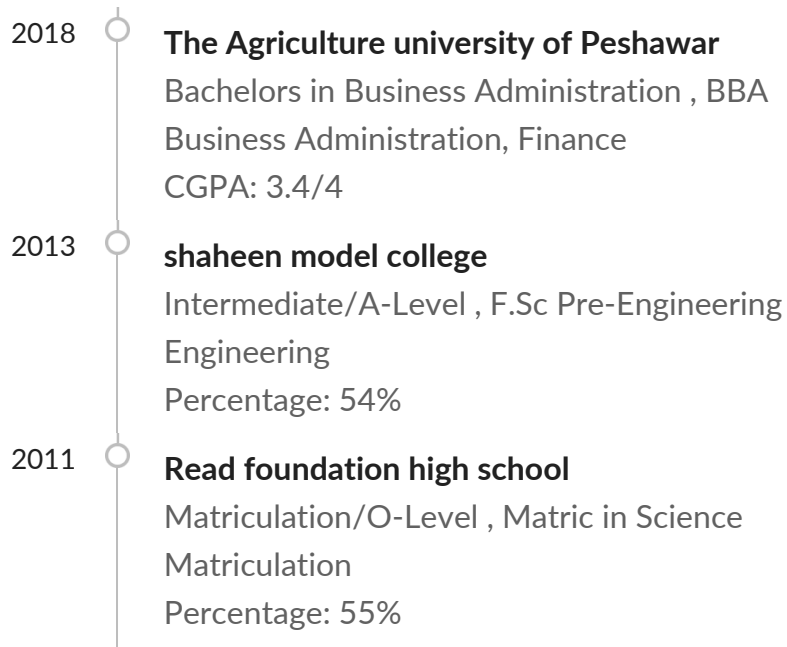 2018
The Agriculture university of Peshawar
Bachelors in Business Administration , BBA
Business Administration, Finance
CGPA: 3.4/4
2013
shaheen model college
Intermediate/A-Level , F.Sc Pre-Engineering
Engineering
Percentage: 54%
2011
Read foundation high school
Matriculation/O-Level , Matric in Science
Matriculation
Percentage: 55%